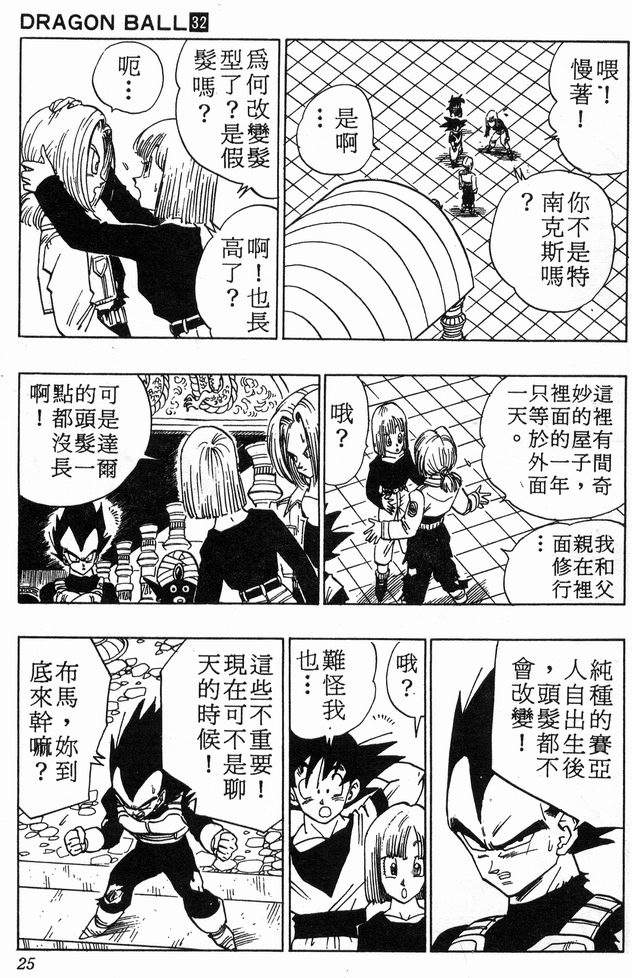 DRAGON BALL 32
喂！
慢著！
你不是特
南克斯嗎
？
是啊
…
為何改變髮
型了？是假
髮嗎？
呃…
啊！也長
高了？
這裡有間奇
妙的屋子，
裡面的一年
只等於外面
一天。
我和父
親在裡
面修行
…
哦？
可是達爾
的頭髮一
點都沒長
啊！
純種的賽亞
人自出生後
，頭髮都不
會改變！
哦？
難怪我
也…
這些不重要！
現在可不是聊
天的時候！
布馬，妳到
底來幹嘛？
25